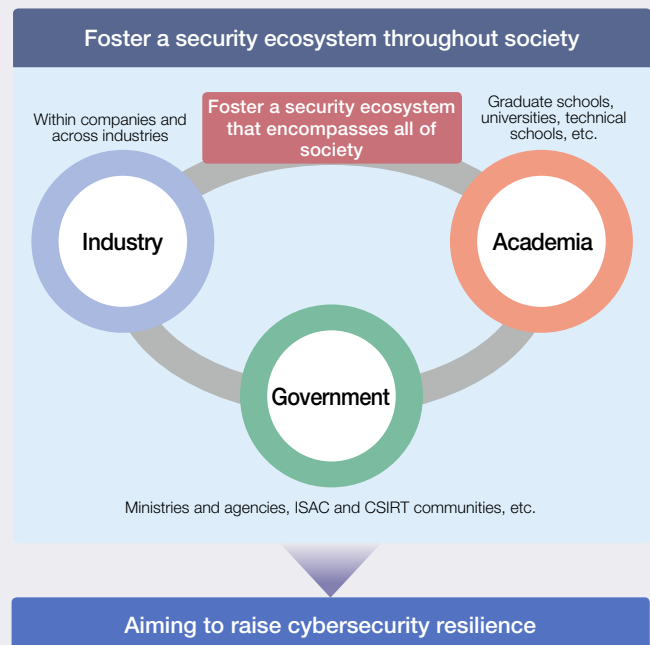 Foster a security ecosystem throughout society
Within companies and
across industries
Foster a security ecosystem
that encompasses all of
society
Graduate schools,
universities, technical
schools, etc.
Industry
Academia
Government
Ministries and agencies, ISAC and CSIRT communities, etc.
Aiming to raise cybersecurity resilience